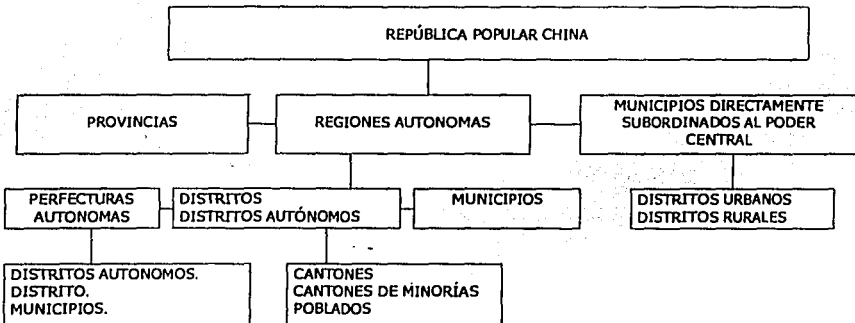 REPÚBLICA POPULAR CHINA
PROVINCIAS
REGIONES AUTONOMAS
MUNICIPIOS DIRECTAMENTE
SUBORDINADOS AL PODER
CENTRAL
PERFECTURAS
AUTONOMAS
DISTRITOS
DISTRITOS AUTÓNOMOS
MUNICIPIOS
DISTRITOS URBANOS
DISTRITOS RURALES
DISTRITOS AUTONOMOS.
DISTRITO.
MUNICIPIOS.
CANTONES
CANTONES DE MINORÍAS
POBLADOS